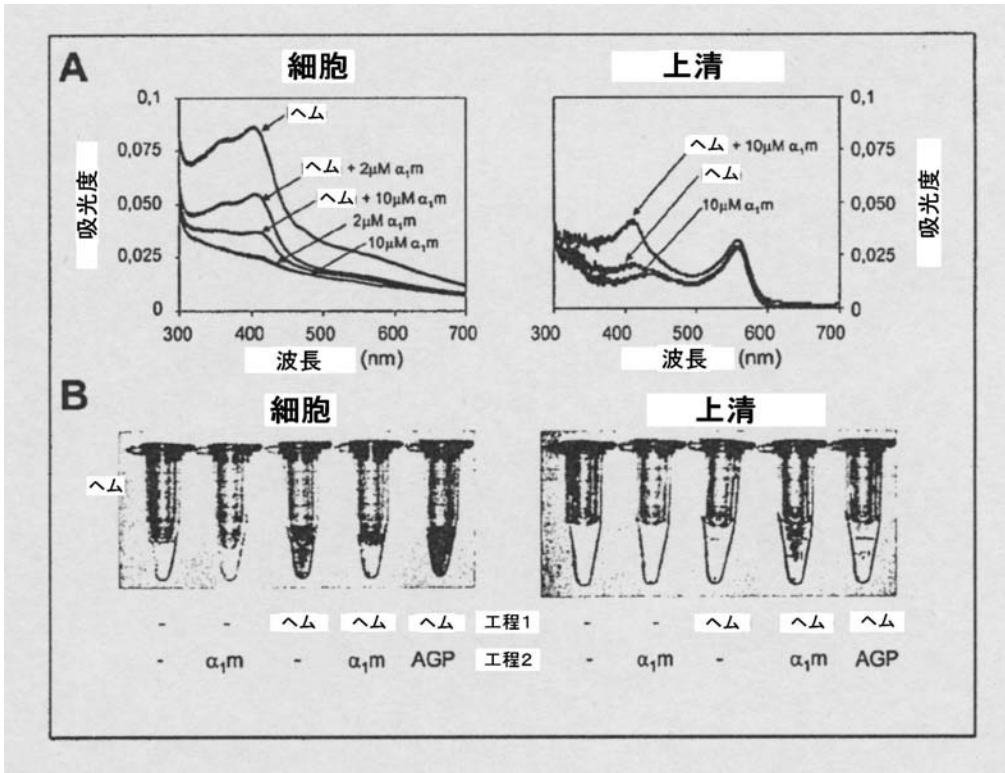 A
細胞
上清
0,1
0,075
0,050
0,025
0
吸光度
ヘム
ヘム + 2μM α₁m
ヘム + 10μM α₁m
2μM α₁m
10μM α₁m
300 400 500 600 700
波長 (nm)
ヘム + 10μM α₁m
ヘム
10μM α₁m
0,1
0,075
0,050
0,025
0
吸光度
300 400 500 600 700
波長 (nm)
B
細胞
上清
ヘム
- - ヘム ヘム ヘム 工程1 - - ヘム ヘム ヘム
- α₁m - α₁m AGP 工程2 - α₁m - α₁m AGP